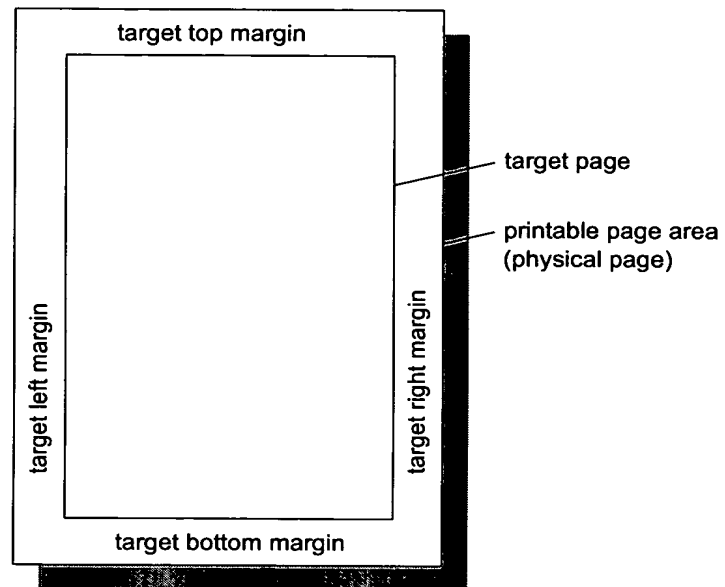 target top margin
target page
printable page area
(physical page)
target left margin
target right margin
target bottom margin